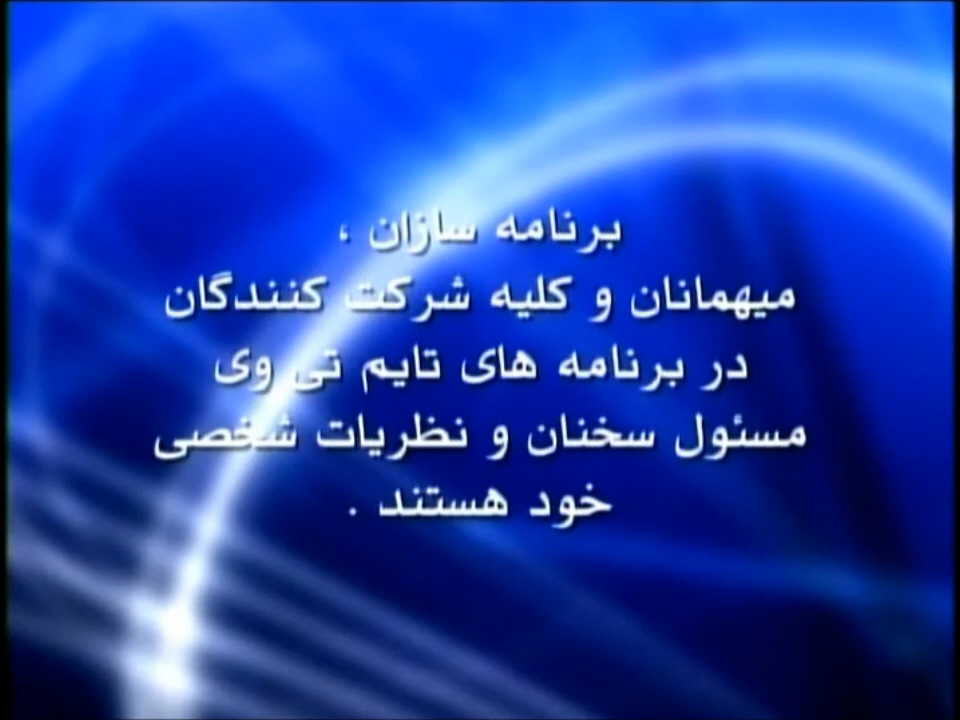 برنامه سازان ،
میهمانان و کلیه شرکت کنندگان
در برنامه های تایم تی وی
مسئول سخنان و نظریات شخصی
خود هستند .